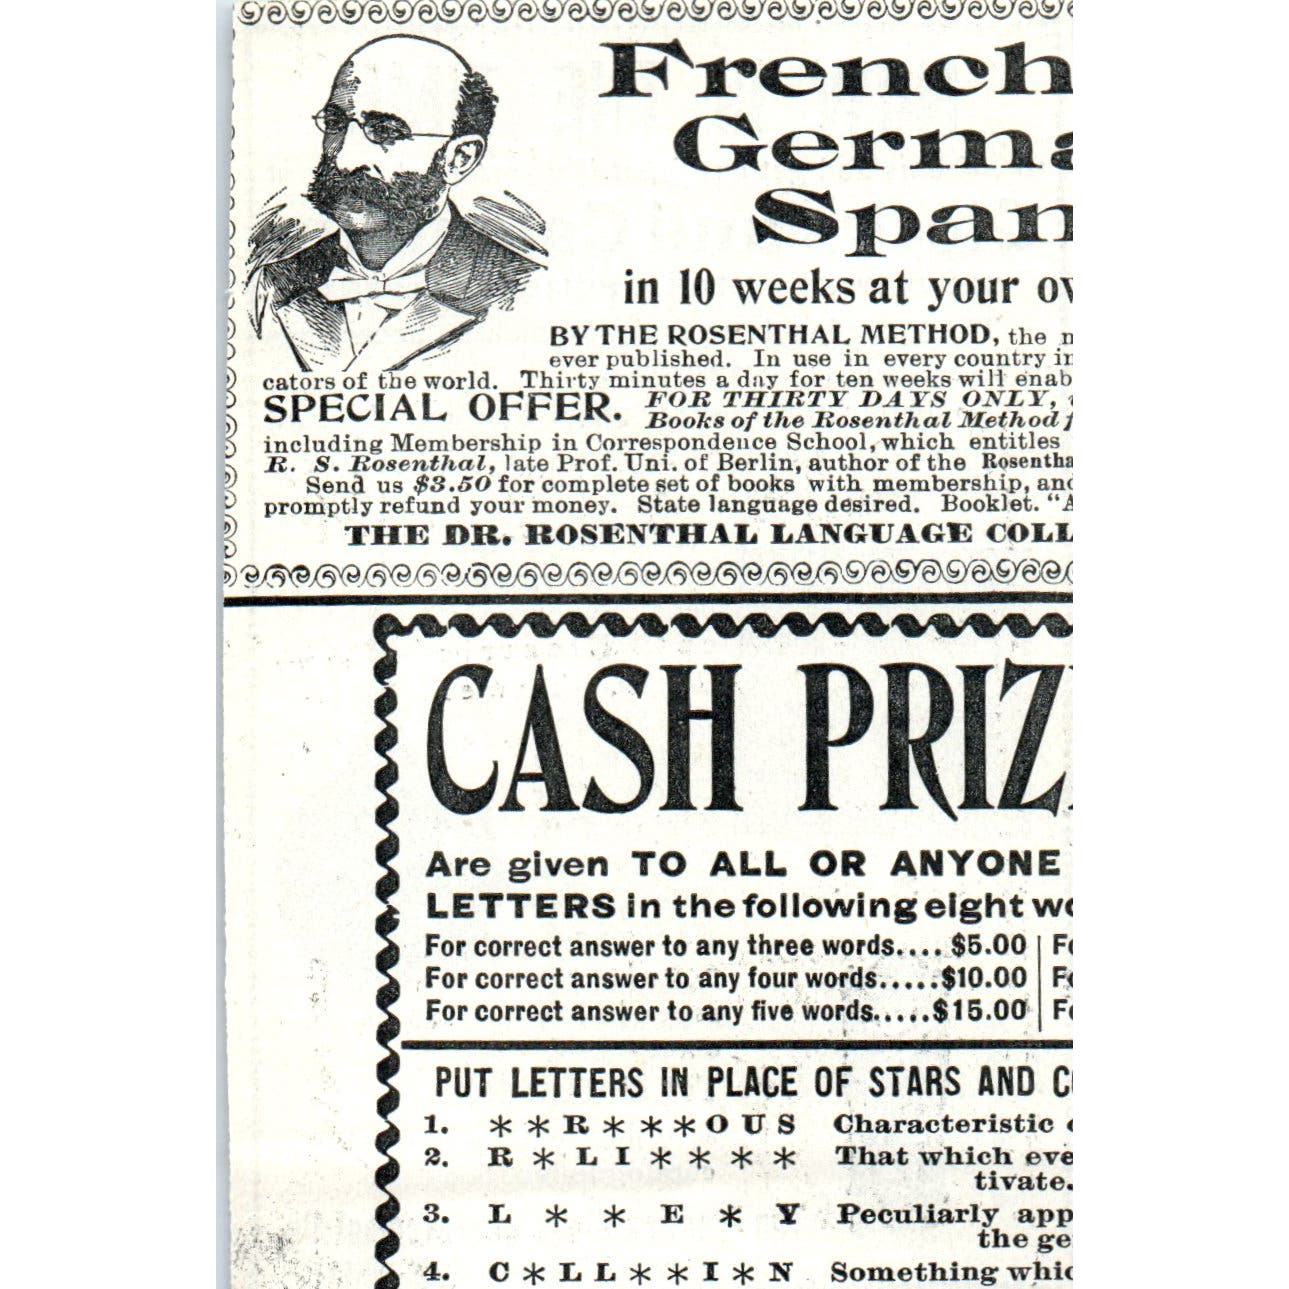 French
Germa
Span
in 10 weeks at your ow
BY THE ROSENTHAL METHOD, the m
ever published. In use in every country in
cators of the world. Thirty minutes a day for ten weeks will enab
SPECIAL OFFER. FOR THIRTY DAYS ONLY,
Books of the Rosenthal Method f
including Membership in Correspondence School, which entitles
R. S. Rosenthal, late Prof. Uni. of Berlin, author of the Rosentha
Send us $3.50 for complete set of books with membership, and
promptly refund your money. State language desired. Booklet. "A
THE DR. ROSENTHAL LANGUAGE COLL
CASH PRIZ
Are given TO ALL OR ANYONE
LETTERS in the following eight wo
For correct answer to any three words.... $5.00 | Fo
For correct answer to any four words.....$10.00 | Fo
For correct answer to any five words.....$15.00 | Fo
PUT LETTERS IN PLACE OF STARS AND CO
1. * * R * * * O U S Characteristic o
2. R * L I * * * * That which eve
tivate.
3. L * * E * Y Peculiarly app
the ge
4. C * L L * * I * N Something whic